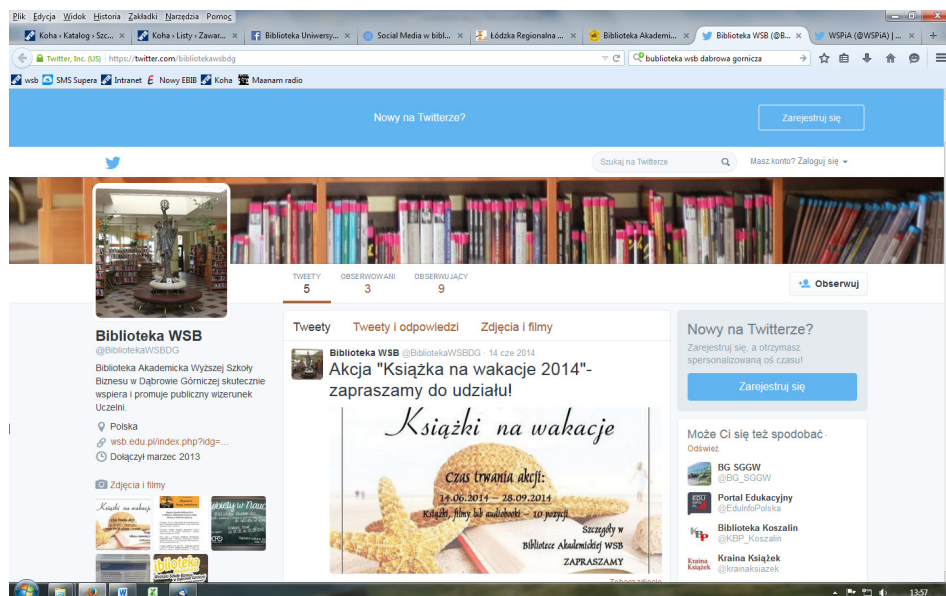 Plik Edycja Widok Historia Zakładki Narzędzia Pomoc
Koha › Katalog › Szc... × Koha › Listy › Zawar... × Biblioteka Uniwersy... × Social Media w bibl... × Łódzka Regionalna ... × Biblioteka Akademi... × Biblioteka WSB (@B... × WSPiA (@WSPiA) | ... × +
Twitter, Inc. (US) https://twitter.com/bibliotekawsbdg
bublioteka wsb dabrowa gornicza
wsb SMS Supera Intranet Nowy EBIB Koha Maanam radio
Nowy na Twitterze?
Zarejestruj się
Szukaj na Twitterze
Masz konto? Zaloguj się
TWEETY OBSERWOWANI OBSERWUJĄCY
5 3 9
Obserwuj
Biblioteka WSB
@BibliotekaWSBDG
Biblioteka Akademicka Wyższej Szkoły
Biznesu w Dąbrowie Górniczej skutecznie
wspiera i promuje publiczny wizerunek
Uczelni.
Polska
wsb.edu.pl/index.php?idg=...
Dołączył marzec 2013
Zdjęcia i filmy
Książki na wakacje
Kobiety w Nauce
biblioteka
Tweety Tweety i odpowiedzi Zdjęcia i filmy
Biblioteka WSB @BibliotekaWSBDG · 14 cze 2014
Akcja "Książka na wakacje 2014"-
zapraszamy do udziału!
Książki na wakacje
Czas trwania akcji:
14.06.2014 – 28.09.2014
Książki, filmy lub audiobooki – 10 pozycji
Szczegóły w
Bibliotece Akademickiej WSB
ZAPRASZAMY
Zobacz zdjęcie
Nowy na Twitterze?
Zarejestruj się, a otrzymasz
spersonalizowaną oś czasu!
Zarejestruj się
Może Ci się też spodobać ·
Odśwież
BG SGGW
@BG_SGGW
Portal Edukacyjny
@EduInfoPolska
Biblioteka Koszalin
@KBP_Koszalin
Kraina Książek
@krainaksiazek
13:57